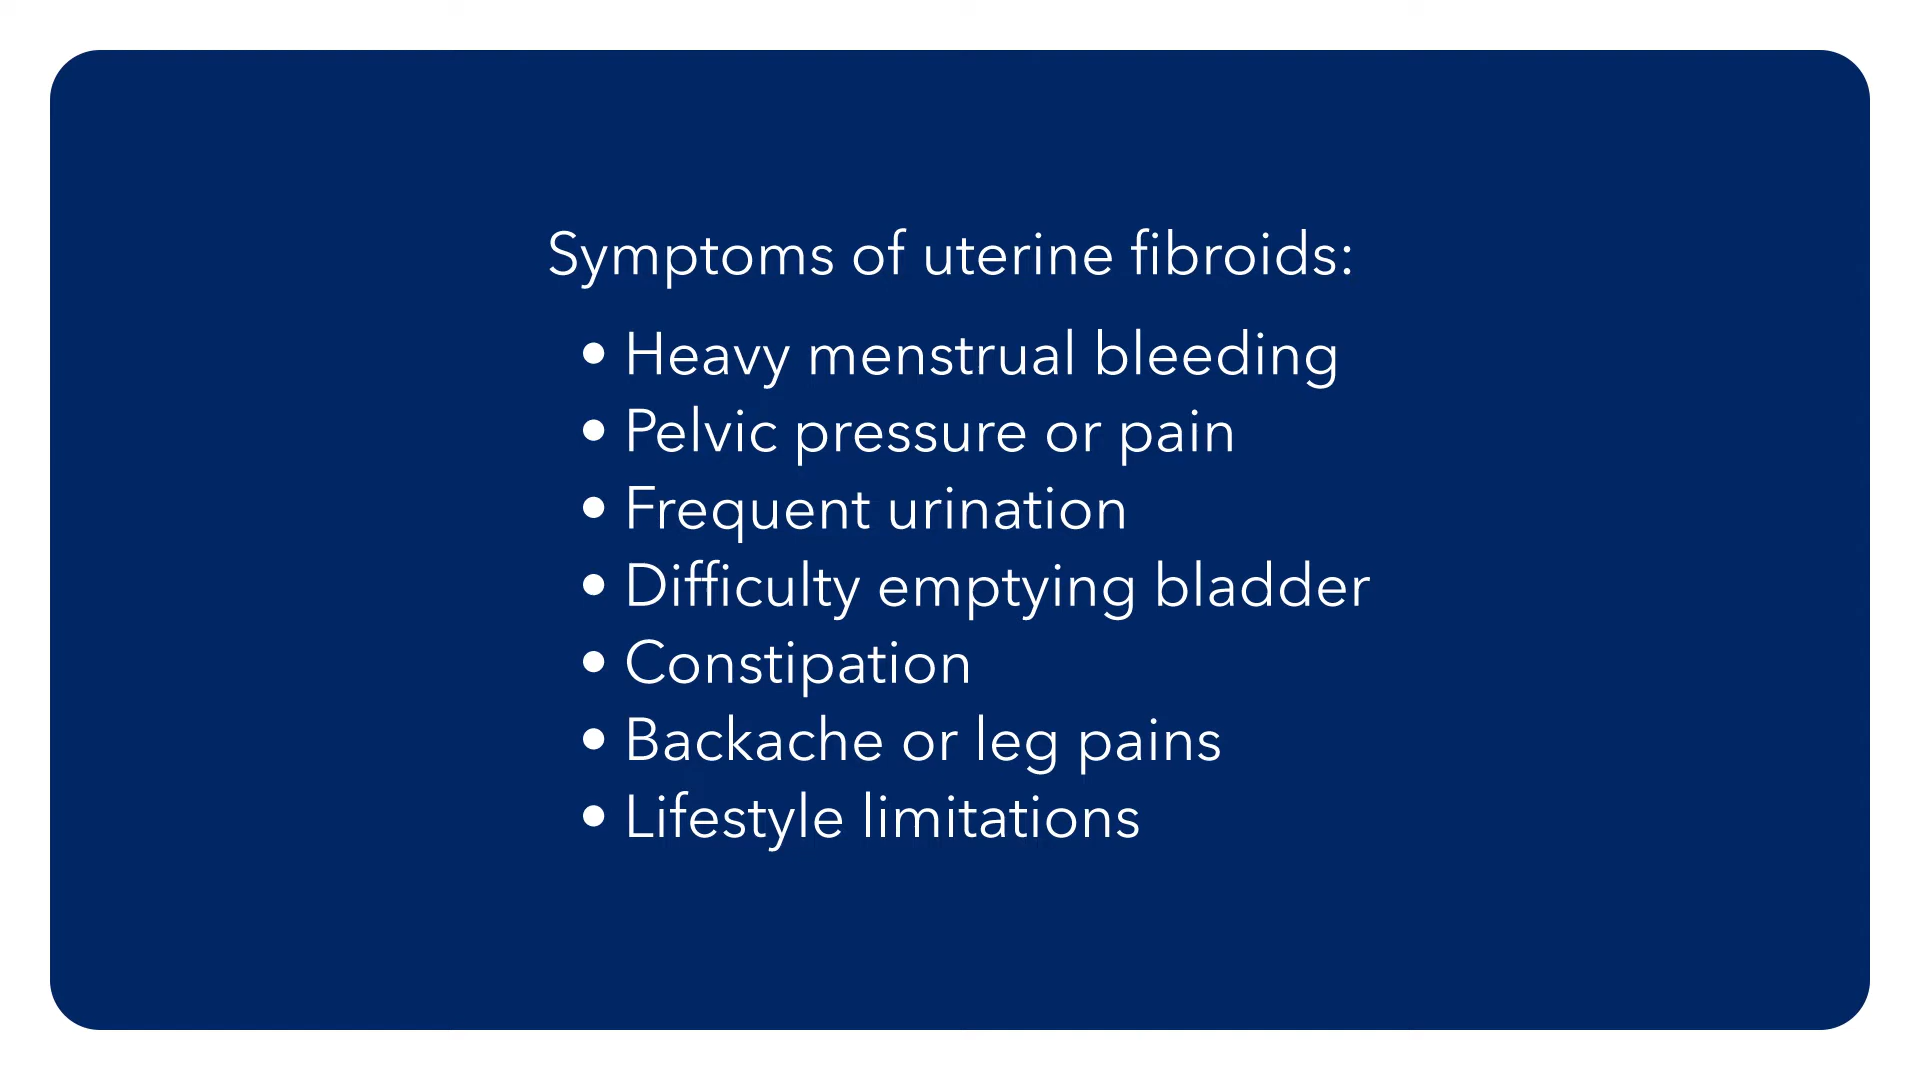 Symptoms of uterine fibroids:
• Heavy menstrual bleeding
• Pelvic pressure or pain
• Frequent urination
• Difficulty emptying bladder
• Constipation
• Backache or leg pains
• Lifestyle limitations